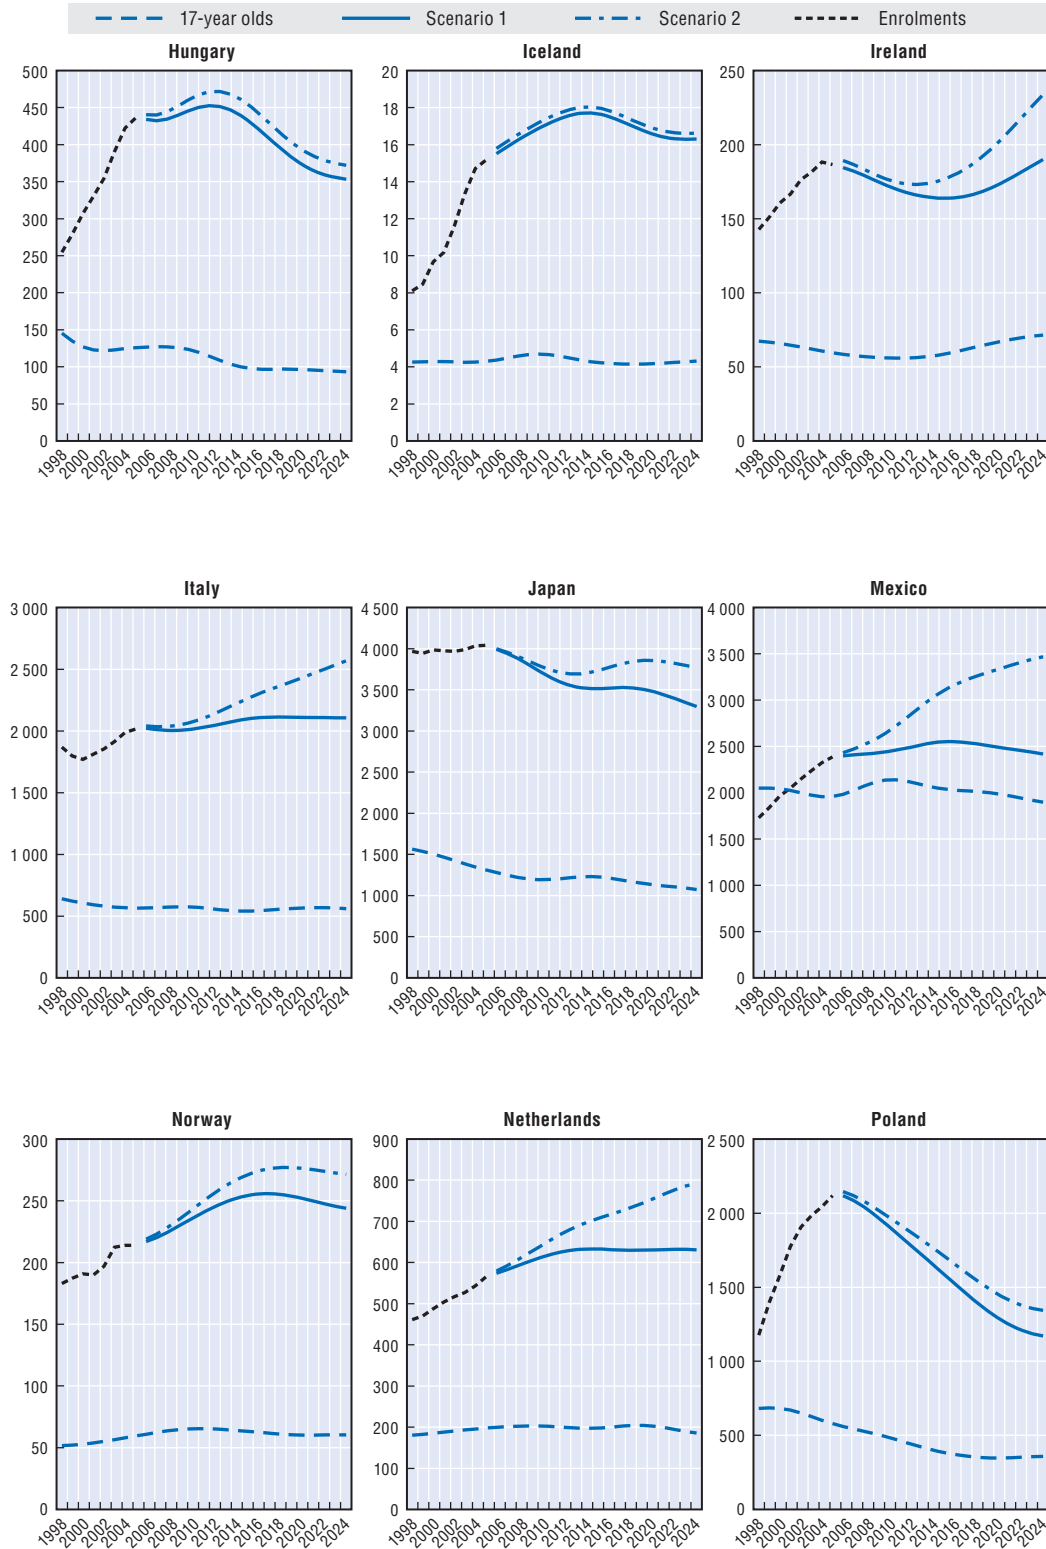 17-year olds Scenario 1 Scenario 2 Enrolments
Hungary Iceland Ireland
500 20 250
450
18
400 200
16
350 14
300 12 150
250 10
200 8 100
150 6
100 4 50
50 2
0 0 0
1998 2000 2002 2004 2006 2008 2010 2012 2014 2016 2018 2020 2022 2024 1998 2000 2002 2004 2006 2008 2010 2012 2014 2016 2018 2020 2022 2024 1998 2000 2002 2004 2006 2008 2010 2012 2014 2016 2018 2020 2022 2024
Italy Japan Mexico
3 000 4 500 4 000
4 000 3 500
2 500 3 500 3 000
2 000 3 000 2 500
2 500
1 500 2 000 2 000
1 500 1 500
1 000
1 000 1 000
500 500 500
0 0 0
1998 2000 2002 2004 2006 2008 2010 2012 2014 2016 2018 2020 2022 2024 1998 2000 2002 2004 2006 2008 2010 2012 2014 2016 2018 2020 2022 2024 1998 2000 2002 2004 2006 2008 2010 2012 2014 2016 2018 2020 2022 2024
Norway Netherlands Poland
300 900 2 500
800
250 2 000
700
200 600
1 500
500
150
400 1 000
100 300
200 500
50
100
0 0 0
1998 2000 2002 2004 2006 2008 2010 2012 2014 2016 2018 2020 2022 2024 1998 2000 2002 2004 2006 2008 2010 2012 2014 2016 2018 2020 2022 2024 1998 2000 2002 2004 2006 2008 2010 2012 2014 2016 2018 2020 2022 2024